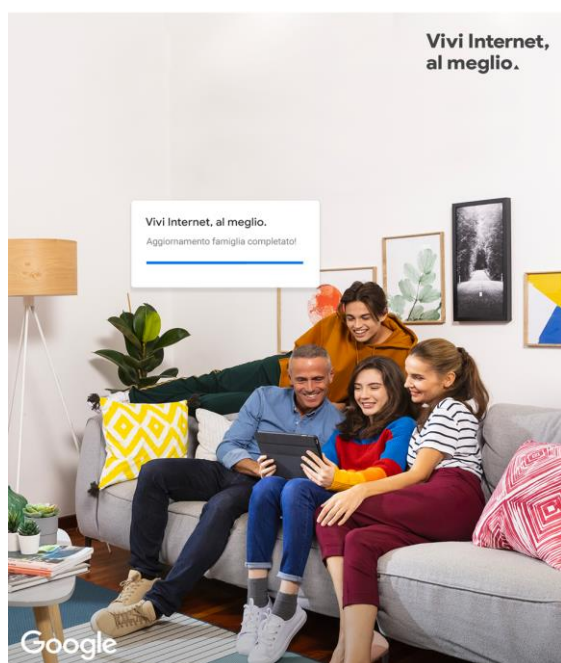 Vivi Internet,
al meglio.
Vivi Internet, al meglio.
Aggiornamento famiglia completato!
Google